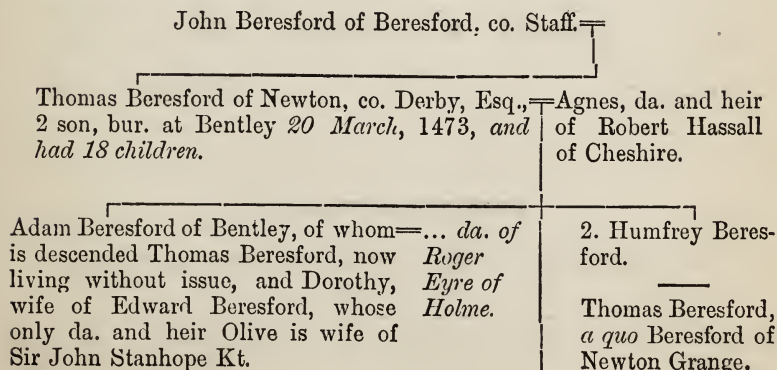 John Beresford of Beresford, co. Staff.
Thomas Beresford of Newton, co. Derby, Esq.,
2 son, bur. at Bentley 20 March, 1473, and
had 18 children.
Agnes, da. and heir
of Robert Hassall
of Cheshire.
Adam Beresford of Bentley, of whom
is descended Thomas Beresford, now
living without issue, and Dorothy,
wife of Edward Beresford, whose
only da. and heir Olive is wife of
Sir John Stanhope Kt.
... da. of
Roger
Eyre of
Holme.
2. Humfrey Beres-
ford.
Thomas Beresford,
a quo Beresford of
Newton Grange.